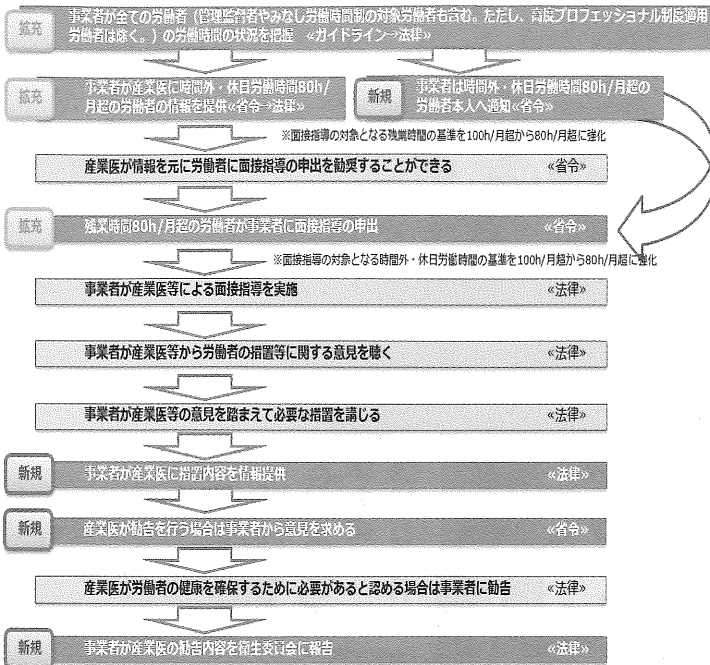 拡充
事業者が全ての労働者（管理監督者やみなし労働時間制の対象労働者も含む。ただし、高度プロフェッショナル制度適用
労働者は除く。）の労働時間の状況を把握 «ガイドライン→法律»
拡充
事業者が産業医に時間外・休日労働時間80h/
月超の労働者の情報を提供«省令→法律»
新規
事業者は時間外・休日労働時間80h/月超の
労働者本人へ通知«省令»
※面接指導の対象となる残業時間の基準を100h/月超から80h/月超に強化
産業医が情報を元に労働者に面接指導の申出を勧奨することができる «省令»
拡充
残業時間80h/月超の労働者が事業者に面接指導の申出 «省令»
※面接指導の対象となる時間外・休日労働時間の基準を100h/月超から80h/月超に強化
事業者が産業医等による面接指導を実施 «法律»
事業者が産業医等から労働者の措置等に関する意見を聴く «法律»
事業者が産業医等の意見を踏まえて必要な措置を講じる «法律»
新規
事業者が産業医に措置内容を情報提供 «法律»
新規
産業医が勧告を行う場合は事業者から意見を求める «省令»
産業医が労働者の健康を確保するために必要があると認める場合は事業者に勧告 «法律»
新規
事業者が産業医の勧告内容を衛生委員会に報告 «法律»